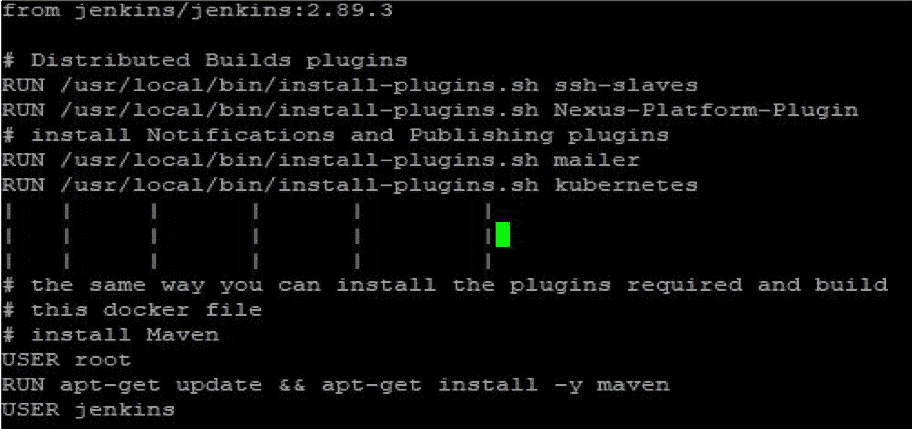 from jenkins/jenkins:2.89.3
# Distributed Builds plugins
RUN /usr/local/bin/install-plugins.sh ssh-slaves
RUN /usr/local/bin/install-plugins.sh Nexus-Platform-Plugin
# install Notifications and Publishing plugins
RUN /usr/local/bin/install-plugins.sh mailer
RUN /usr/local/bin/install-plugins.sh kubernetes
| | | | | |
| | | | | |
| | | | | |
# the same way you can install the plugins required and build
# this docker file
# install Maven
USER root
RUN apt-get update && apt-get install -y maven
USER jenkins